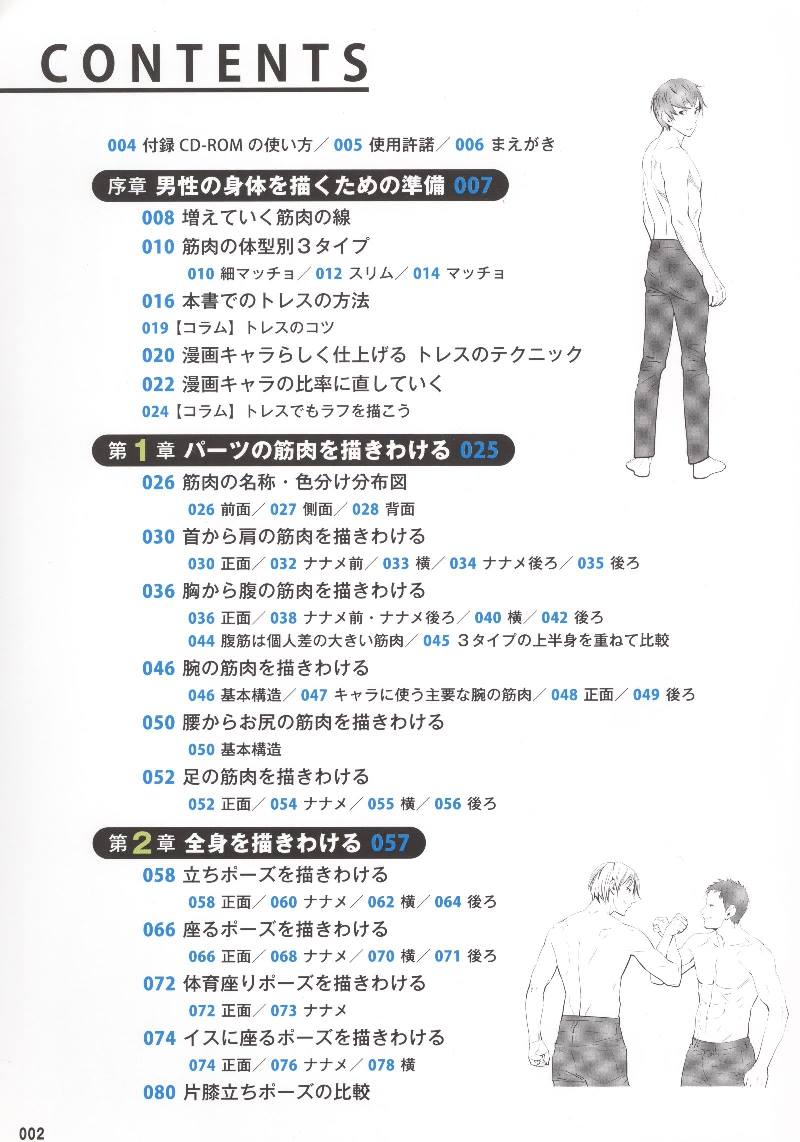 CONTENTS
004 付録 CD-ROM の使い方／005 使用許諾／006 まえがき
序章 男性の身体を描くための準備 007
008 増えていく筋肉の線
010 筋肉の体型別３タイプ
010 細マッチョ／012 スリム／014 マッチョ
016 本書でのトレスの方法
019【コラム】トレスのコツ
020 漫画キャラらしく仕上げる トレスのテクニック
022 漫画キャラの比率に直していく
024【コラム】トレスでもラフを描こう
第 1 章 パーツの筋肉を描きわける 025
026 筋肉の名称・色分け分布図
026 前面／027 側面／028 背面
030 首から肩の筋肉を描きわける
030 正面／032 ナナメ前／033 横／034 ナナメ後ろ／035 後ろ
036 胸から腹の筋肉を描きわける
036 正面／038 ナナメ前・ナナメ後ろ／040 横／042 後ろ
044 腹筋は個人差の大きい筋肉／045 ３タイプの上半身を重ねて比較
046 腕の筋肉を描きわける
046 基本構造／047 キャラに使う主要な腕の筋肉／048 正面／049 後ろ
050 腰からお尻の筋肉を描きわける
050 基本構造
052 足の筋肉を描きわける
052 正面／054 ナナメ／055 横／056 後ろ
第 2 章 全身を描きわける 057
058 立ちポーズを描きわける
058 正面／060 ナナメ／062 横／064 後ろ
066 座るポーズを描きわける
066 正面／068 ナナメ／070 横／071 後ろ
072 体育座りポーズを描きわける
072 正面／073 ナナメ
074 イスに座るポーズを描きわける
074 正面／076 ナナメ／078 横
080 片膝立ちポーズの比較
002